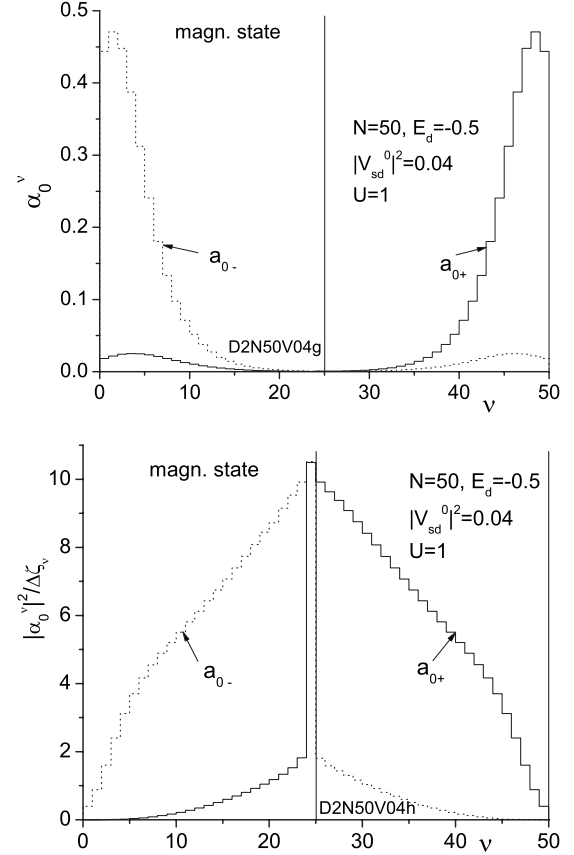 0.5
magn. state
0.4
N=50, E_d=-0.5
|V_sd^0|^2=0.04
0.3
U=1
α_0^ν
0.2
a_0-
a_0+
0.1
D2N50V04g
0.0
0 10 20 30 40 50
ν
magn. state
N=50, E_d=-0.5
10
|V_sd^0|^2=0.04
U=1
8
|α_0^ν|^2/Δζ_ν
6
a_0-
a_0+
4
2
D2N50V04h
0
0 10 20 30 40 50
ν